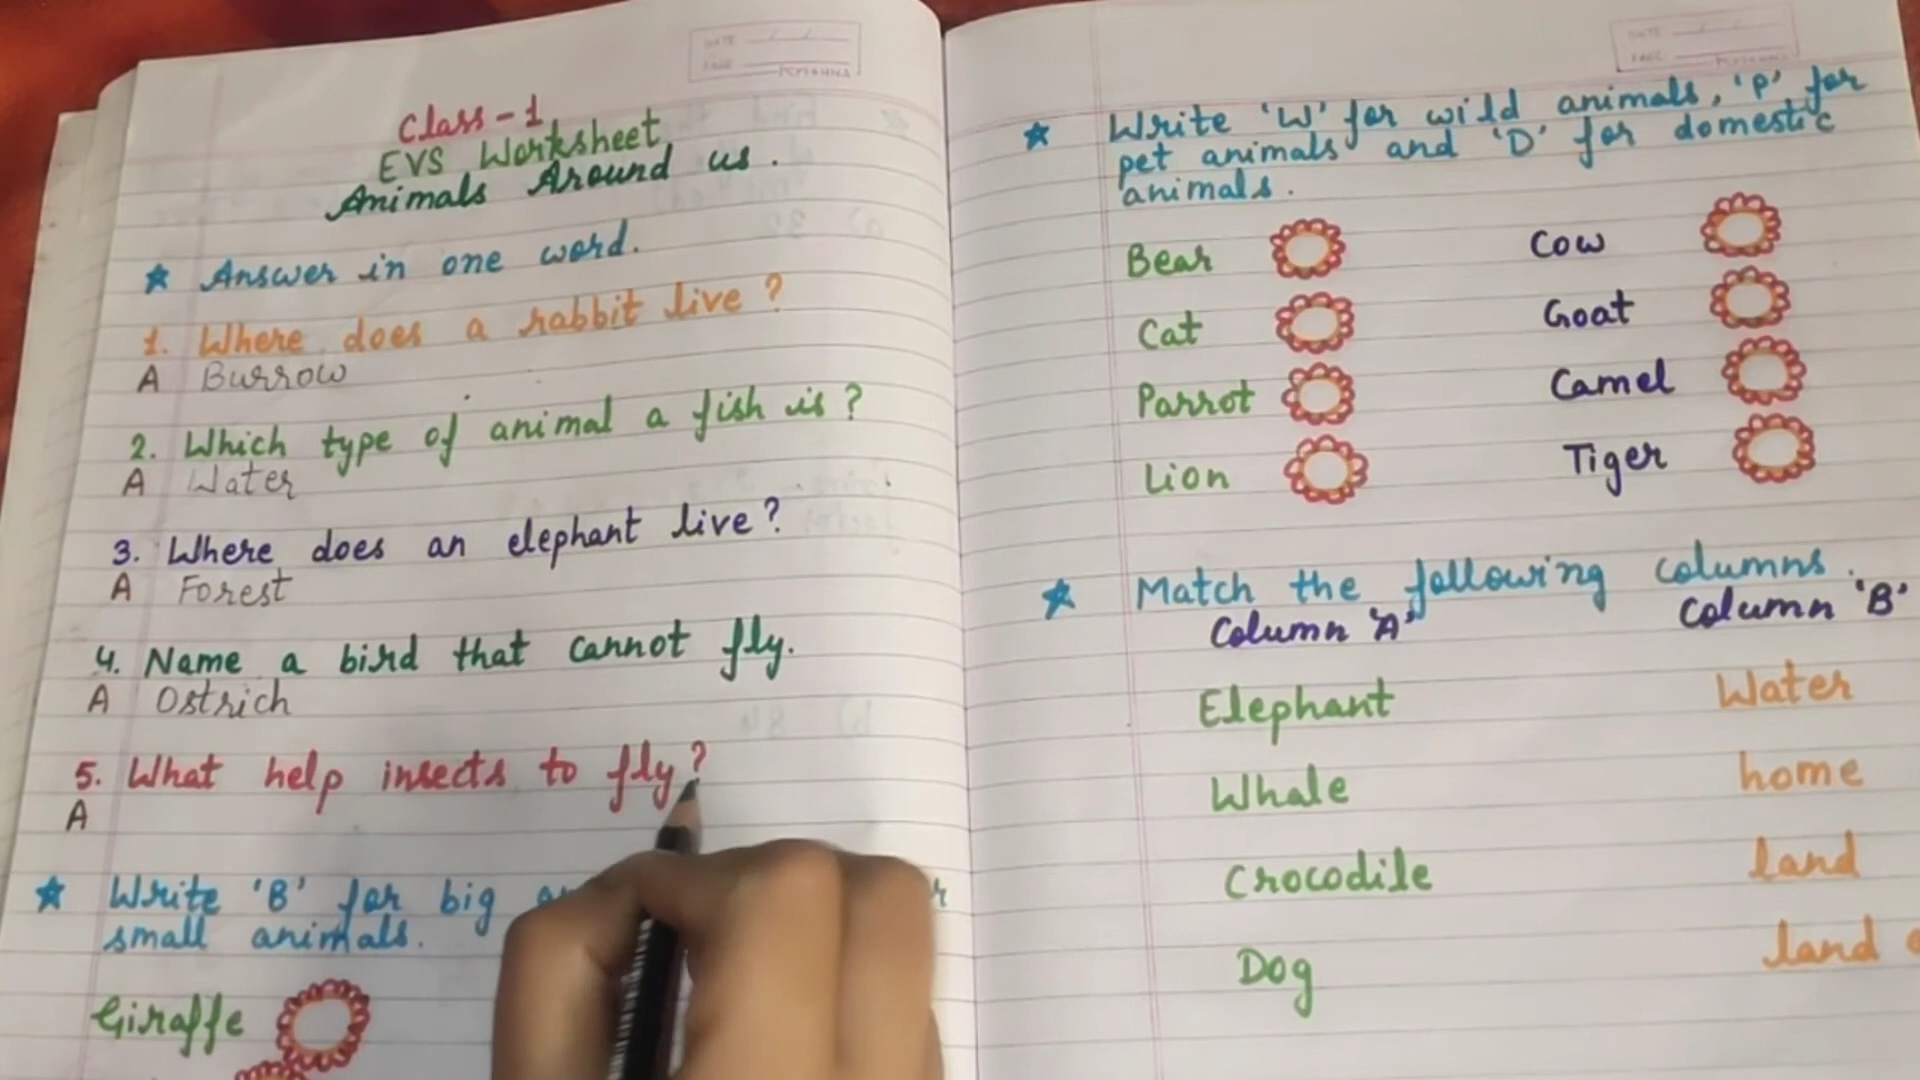 DATE
PAGE
Class-1
EVS Worksheet
Animals Around us.
★ Answer in one word.
1. Where does a rabbit live?
A Burrow
2. Which type of animal a fish is?
A Water
3. Where does an elephant live?
A Forest
4. Name a bird that cannot fly.
A Ostrich
5. What help insects to fly?
A
★ Write 'B' for big
small animals.
Giraffe
DATE
PAGE
★ Write 'W' for wild animals, 'P' for
pet animals and 'D' for domestic
animals.
Bear Cow
Cat Goat
Parrot Camel
Lion Tiger
★ Match the following columns.
Column 'A' Column 'B'
Elephant Water
Whale home
Crocodile land
Dog land